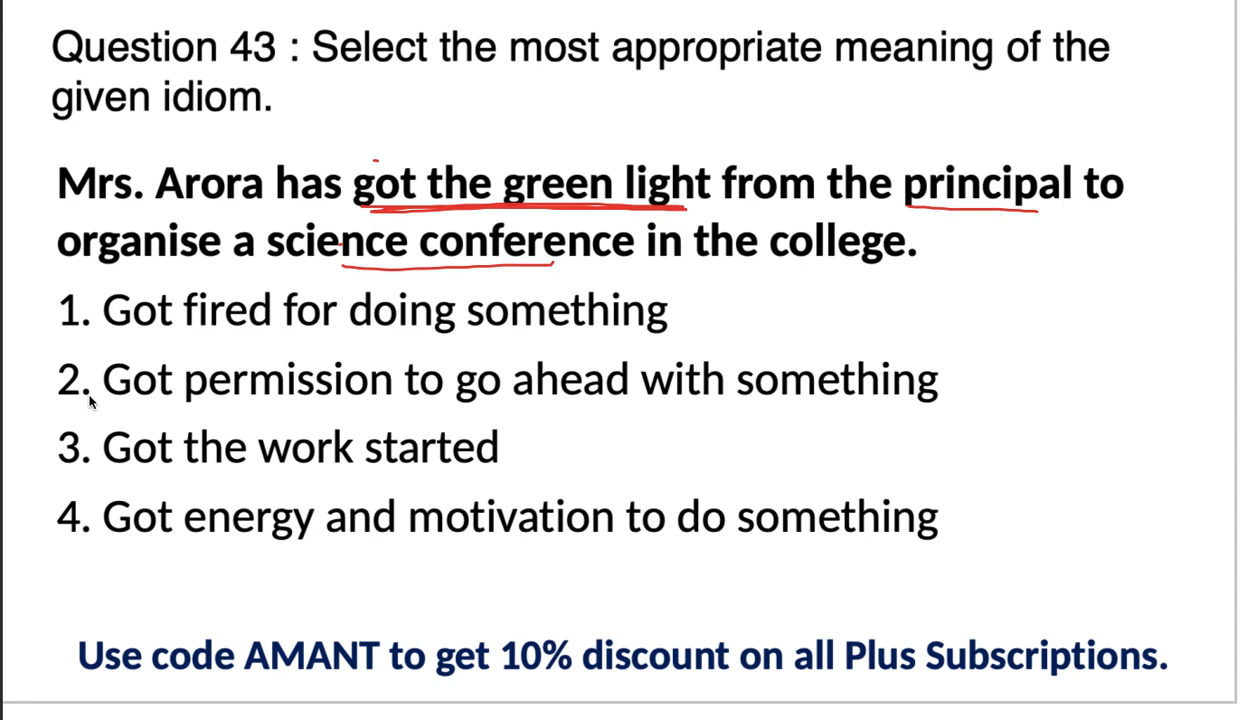 Question 43 : Select the most appropriate meaning of the
given idiom.
Mrs. Arora has got the green light from the principal to
organise a science conference in the college.
1. Got fired for doing something
2. Got permission to go ahead with something
3. Got the work started
4. Got energy and motivation to do something
Use code AMANT to get 10% discount on all Plus Subscriptions.